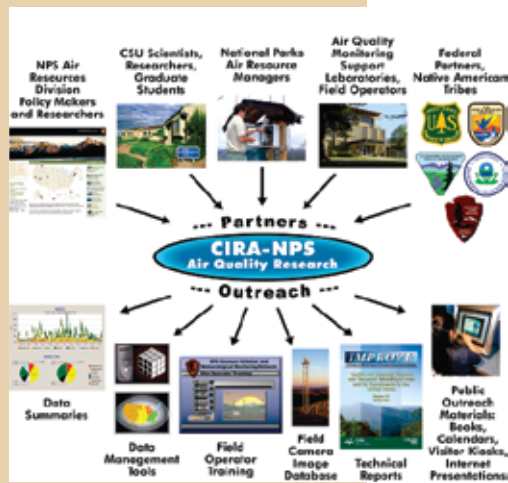 NPS Air
Resources
Division
Policy Makers
and Researchers
CSU Scientists,
Researchers,
Graduate
Students
National Parks
Air Resource
Managers
Air Quality
Monitoring
Support
Laboratories,
Field Operators
Federal
Partners,
Native American
Tribes
--- Partners ---
CIRA-NPS
Air Quality Research
--- Outreach ---
Data
Summaries
Data
Management
Tools
Field
Operator
Training
Field
Camera
Image
Database
IMPROVE
Technical
Reports
Public
Outreach
Materials:
Books,
Calendars,
Visitor Kiosks,
Internet
Presentations